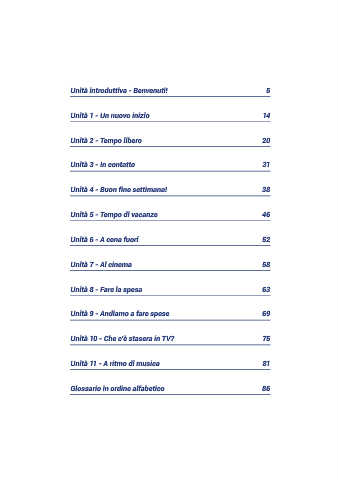 Unità introduttiva - Benvenuti! 5
Unità 1 - Un nuovo inizio 14
Unità 2 - Tempo libero 20
Unità 3 - In contatto 31
Unità 4 - Buon fine settimana! 38
Unità 5 - Tempo di vacanze 46
Unità 6 - A cena fuori 52
Unità 7 - Al cinema 58
Unità 8 - Fare la spesa 63
Unità 9 - Andiamo a fare spese 69
Unità 10 - Che c'è stasera in TV? 75
Unità 11 - A ritmo di musica 81
Glossario in ordine alfabetico 86